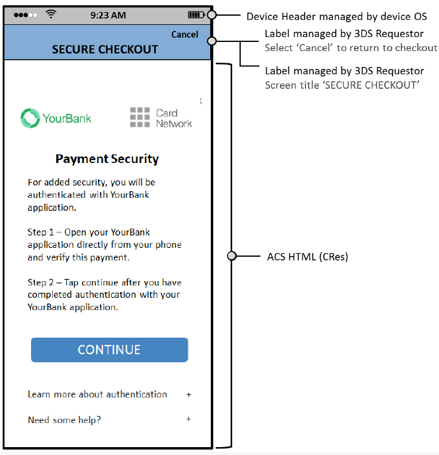 9:23 AM
Cancel
SECURE CHECKOUT
YourBank
Card
Network
Payment Security
For added security, you will be
authenticated with YourBank
application.
Step 1 – Open your YourBank
application directly from your phone
and verify this payment.
Step 2 – Tap continue after you have
completed authentication with your
YourBank application.
CONTINUE
Learn more about authentication +
Need some help? +
Device Header managed by device OS
Label managed by 3DS Requestor
Select ‘Cancel’ to return to checkout
Label managed by 3DS Requestor
Screen title ‘SECURE CHECKOUT’
ACS HTML (CRes)